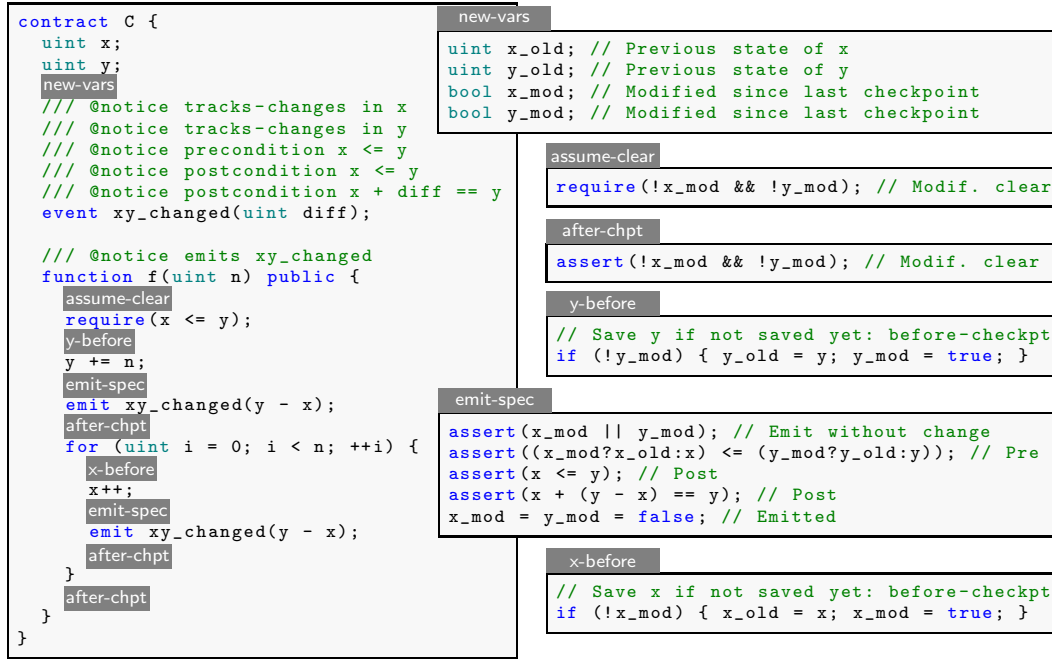 contract C {
uint x;
uint y;
new-vars
/// @notice tracks-changes in x
/// @notice tracks-changes in y
/// @notice precondition x <= y
/// @notice postcondition x <= y
/// @notice postcondition x + diff == y
event xy_changed(uint diff);
/// @notice emits xy_changed
function f(uint n) public {
assume-clear
require(x <= y);
y-before
y += n;
emit-spec
emit xy_changed(y - x);
after-chpt
for (uint i = 0; i < n; ++i) {
x-before
x++;
emit-spec
emit xy_changed(y - x);
after-chpt
}
after-chpt
}
}
new-vars
uint x_old; // Previous state of x
uint y_old; // Previous state of y
bool x_mod; // Modified since last checkpoint
bool y_mod; // Modified since last checkpoint
assume-clear
require(!x_mod && !y_mod); // Modif. clear
after-chpt
assert(!x_mod && !y_mod); // Modif. clear
y-before
// Save y if not saved yet: before-checkpt
if (!y_mod) { y_old = y; y_mod = true; }
emit-spec
assert(x_mod || y_mod); // Emit without change
assert((x_mod?x_old:x) <= (y_mod?y_old:y)); // Pre
assert(x <= y); // Post
assert(x + (y - x) == y); // Post
x_mod = y_mod = false; // Emitted
x-before
// Save x if not saved yet: before-checkpt
if (!x_mod) { x_old = x; x_mod = true; }